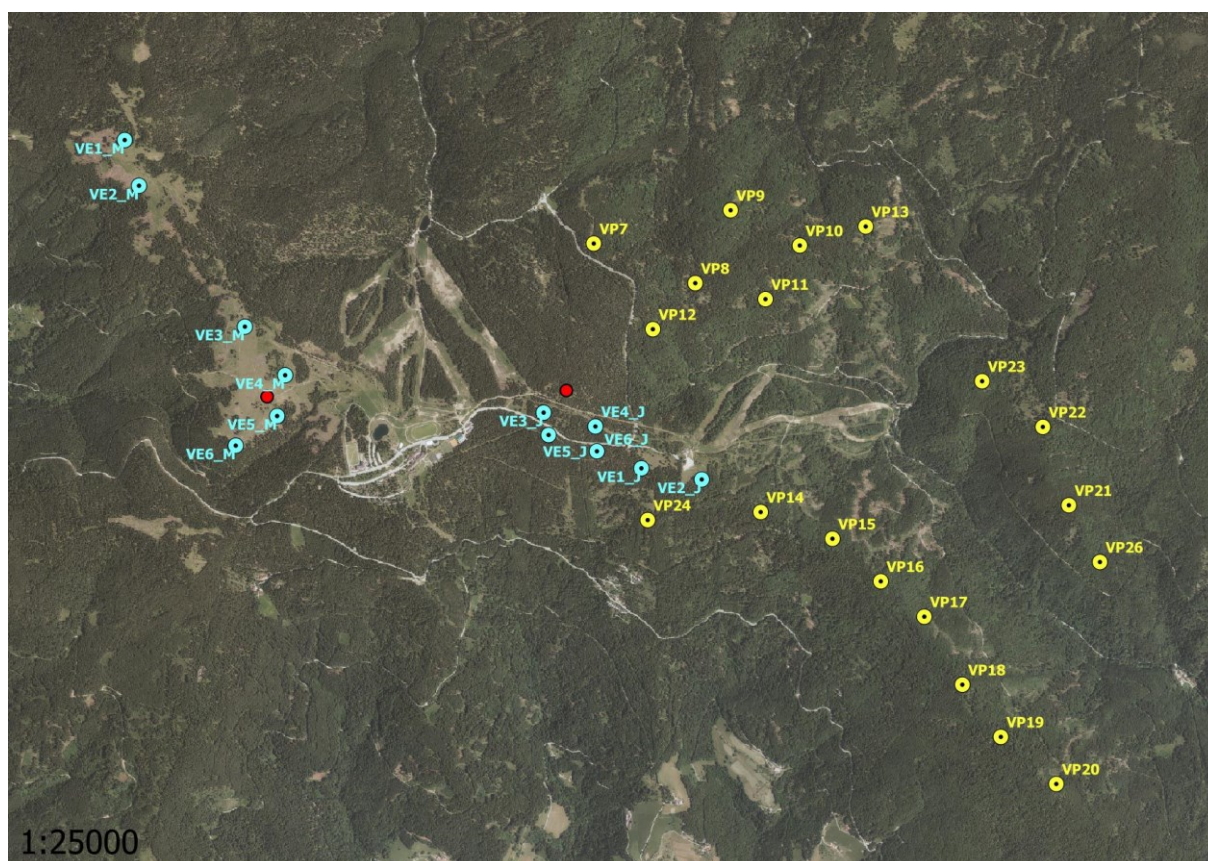 VE1_M
VE2_M
VP9
VP13
VP7
VP10
VP8
VP11
VP12
VE3_M
VE4_M
VP23
VE5_M
VE3_J
VE4_J
VP22
VE6_M
VE5_J
VE6_J
VE1_J
VE2_J
VP21
VP24
VP14
VP15
VP26
VP16
VP17
VP18
VP19
VP20
1:25000